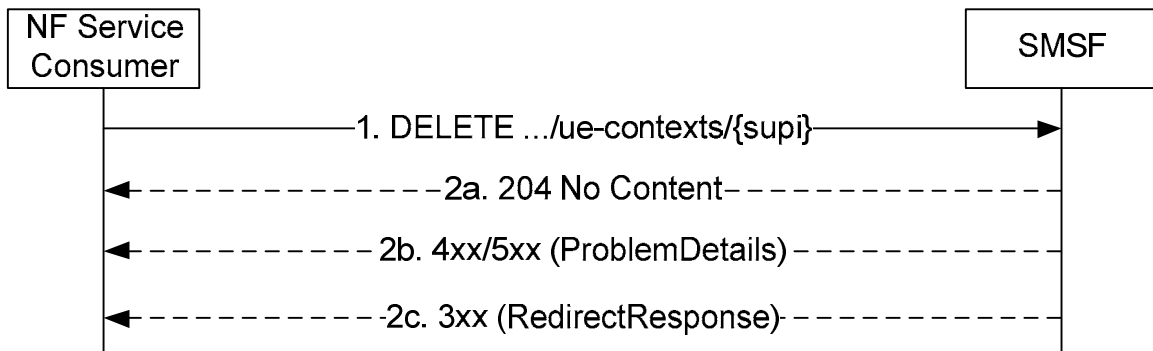 NF Service
Consumer
SMSF
1. DELETE .../ue-contexts/{supi}
2a. 204 No Content
2b. 4xx/5xx (ProblemDetails)
2c. 3xx (RedirectResponse)